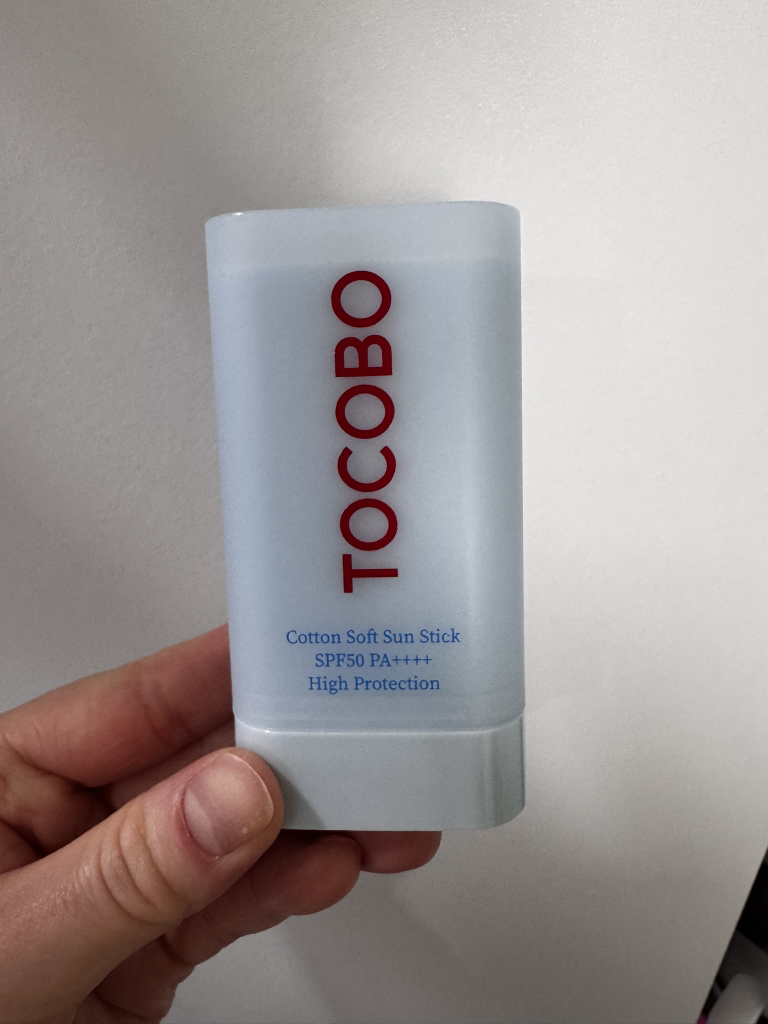 TOCOBO
Cotton Soft Sun Stick
SPF50 PA++++
High Protection